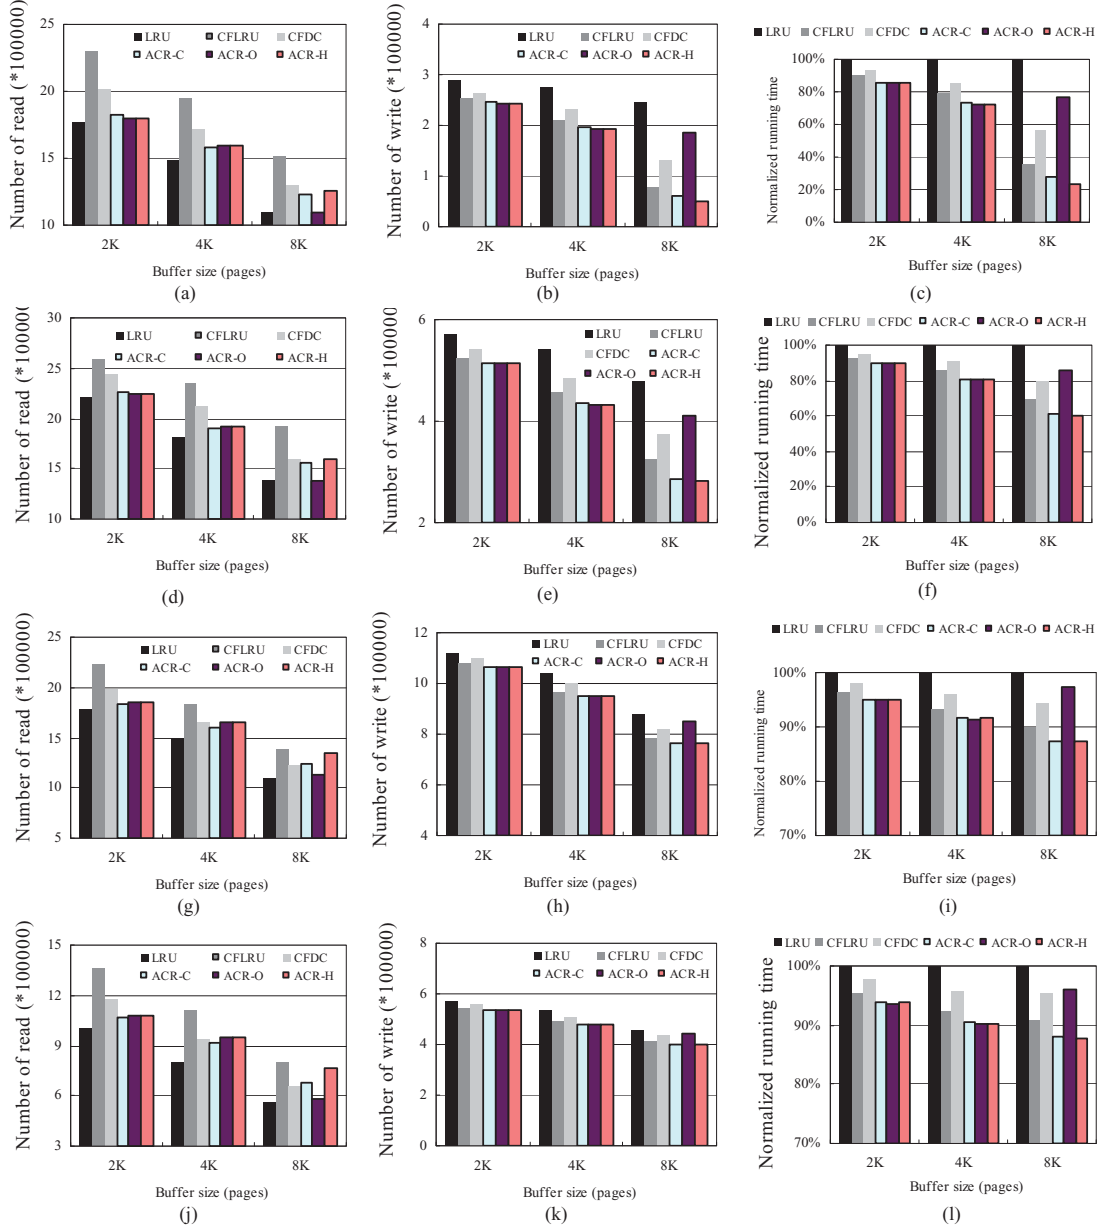 Number of read (*100000)
25
20
15
10
LRU CFLRU CFDC
ACR-C ACR-O ACR-H
2K 4K 8K
Buffer size (pages)
(a)
Number of write (*100000)
4
3
2
1
0
LRU CFLRU CFDC
ACR-C ACR-O ACR-H
2K 4K 8K
Buffer size (pages)
(b)
LRU CFLRU CFDC ACR-C ACR-O ACR-H
Normalized running time
100%
80%
60%
40%
20%
0%
2K 4K 8K
Buffer size (pages)
(c)
Number of read (*100000
30
25
20
15
10
LRU CFLRU CFDC
ACR-C ACR-O ACR-H
2K 4K 8K
Buffer size (pages)
(d)
Number of write (*100000
6
4
2
LRU CFLRU
CFDC ACR-C
ACR-O ACR-H
2K 4K 8K
Buffer size (pages)
(e)
LRU CFLRU CFDC ACR-C ACR-O ACR-H
Normalized running time
100%
80%
60%
40%
20%
0%
2K 4K 8K
Buffer size (pages)
(f)
Number of read (*100000)
25
20
15
10
5
LRU CFLRU CFDC
ACR-C ACR-O ACR-H
2K 4K 8K
Buffer size (pages)
(g)
Number of write (*100000)
12
10
8
6
4
LRU CFLRU CFDC
ACR-C ACR-O ACR-H
2K 4K 8K
Buffer size (pages)
(h)
LRU CFLRU CFDC ACR-C ACR-O ACR-H
Normalized running time
100%
90%
80%
70%
2K 4K 8K
Buffer size (pages)
(i)
Number of read (*100000)
15
12
9
6
3
LRU CFLRU CFDC
ACR-C ACR-O ACR-H
2K 4K 8K
Buffer size (pages)
(j)
Number of write (*100000)
8
6
4
2
0
LRU CFLRU CFDC
ACR-C ACR-O ACR-H
2K 4K 8K
Buffer size (pages)
(k)
LRU CFLRU CFDC ACR-C ACR-O ACR-H
Normalized running time
100%
90%
80%
70%
2K 4K 8K
Buffer size (pages)
(l)